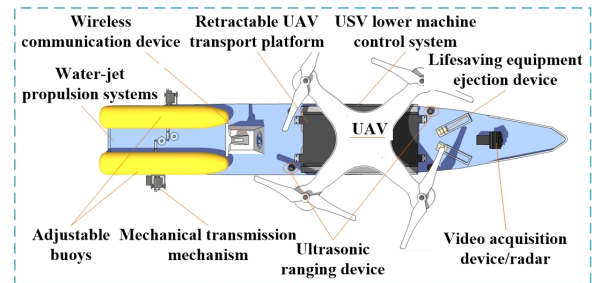 Wireless
communication device
Retractable UAV
transport platform
USV lower machine
control system
Lifesaving equipment
ejection device
Water-jet
propulsion systems
UAV
Adjustable
buoys
Mechanical transmission
mechanism
Ultrasonic
ranging device
Video acquisition
device/radar